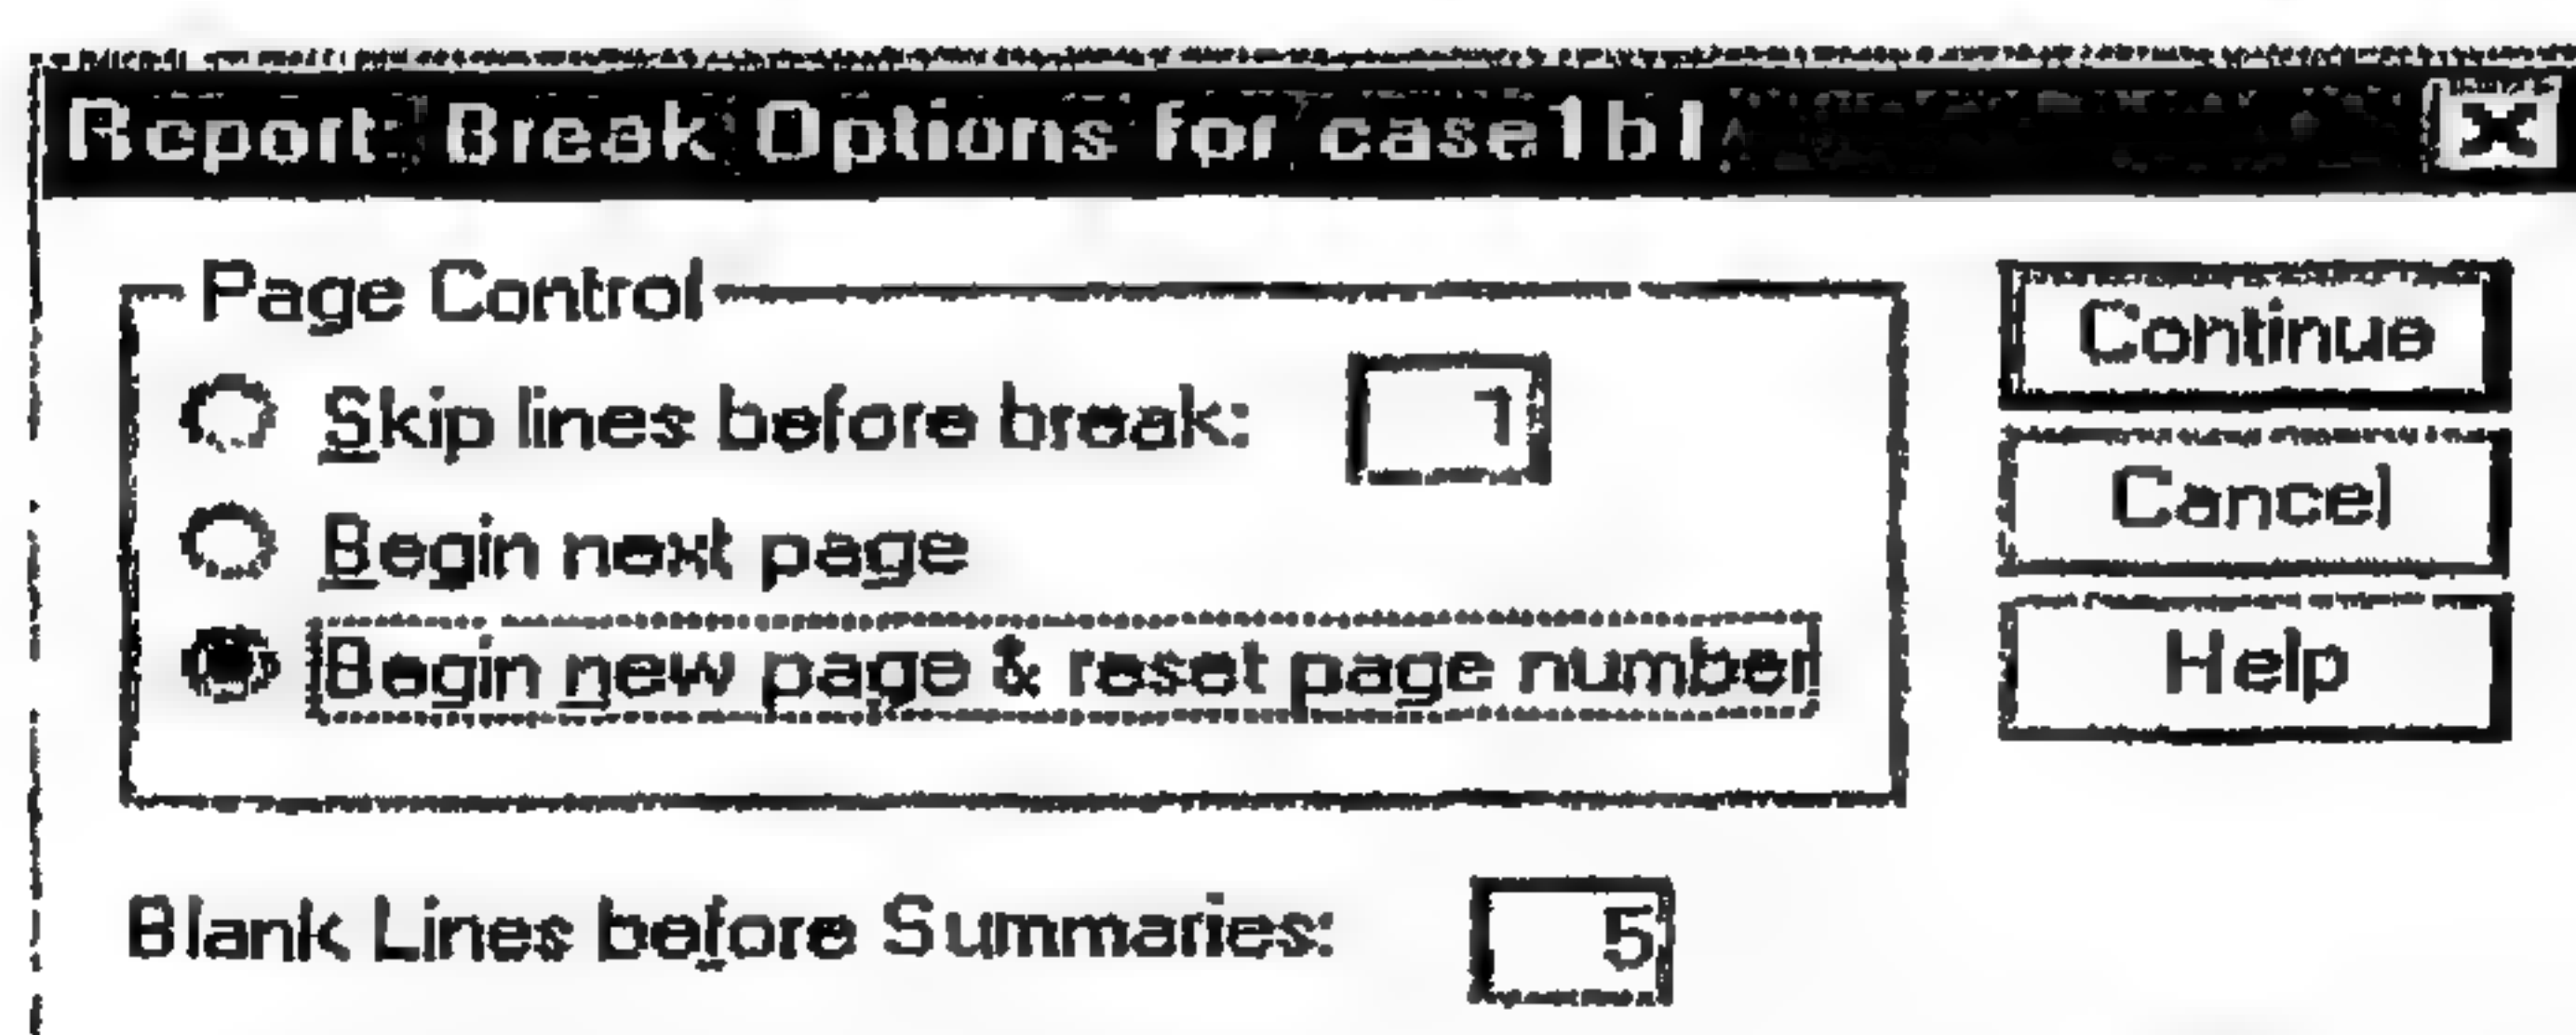 Report: Break Options for case1b1
Page Control
Skip lines before break: 1
Begin next page
Begin new page & reset page number
Continue
Cancel
Help
Blank Lines before Summaries: 5